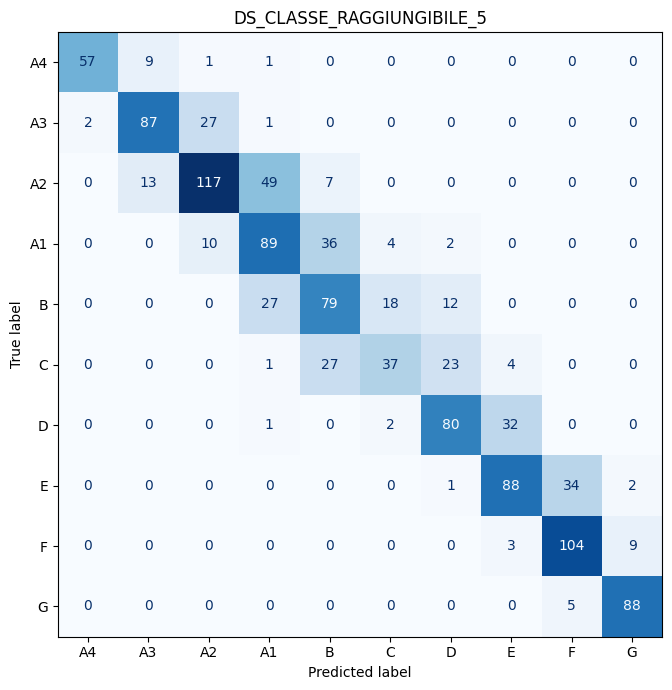 DS_CLASSE_RAGGIUNGIBILE_5
A4 57 9 1 1 0 0 0 0 0 0
A3 2 87 27 1 0 0 0 0 0 0
A2 0 13 117 49 7 0 0 0 0 0
A1 0 0 10 89 36 4 2 0 0 0
B 0 0 0 27 79 18 12 0 0 0
True label
C 0 0 0 1 27 37 23 4 0 0
D 0 0 0 1 0 2 80 32 0 0
E 0 0 0 0 0 0 1 88 34 2
F 0 0 0 0 0 0 0 3 104 9
G 0 0 0 0 0 0 0 0 5 88
A4 A3 A2 A1 B C D E F G
Predicted label